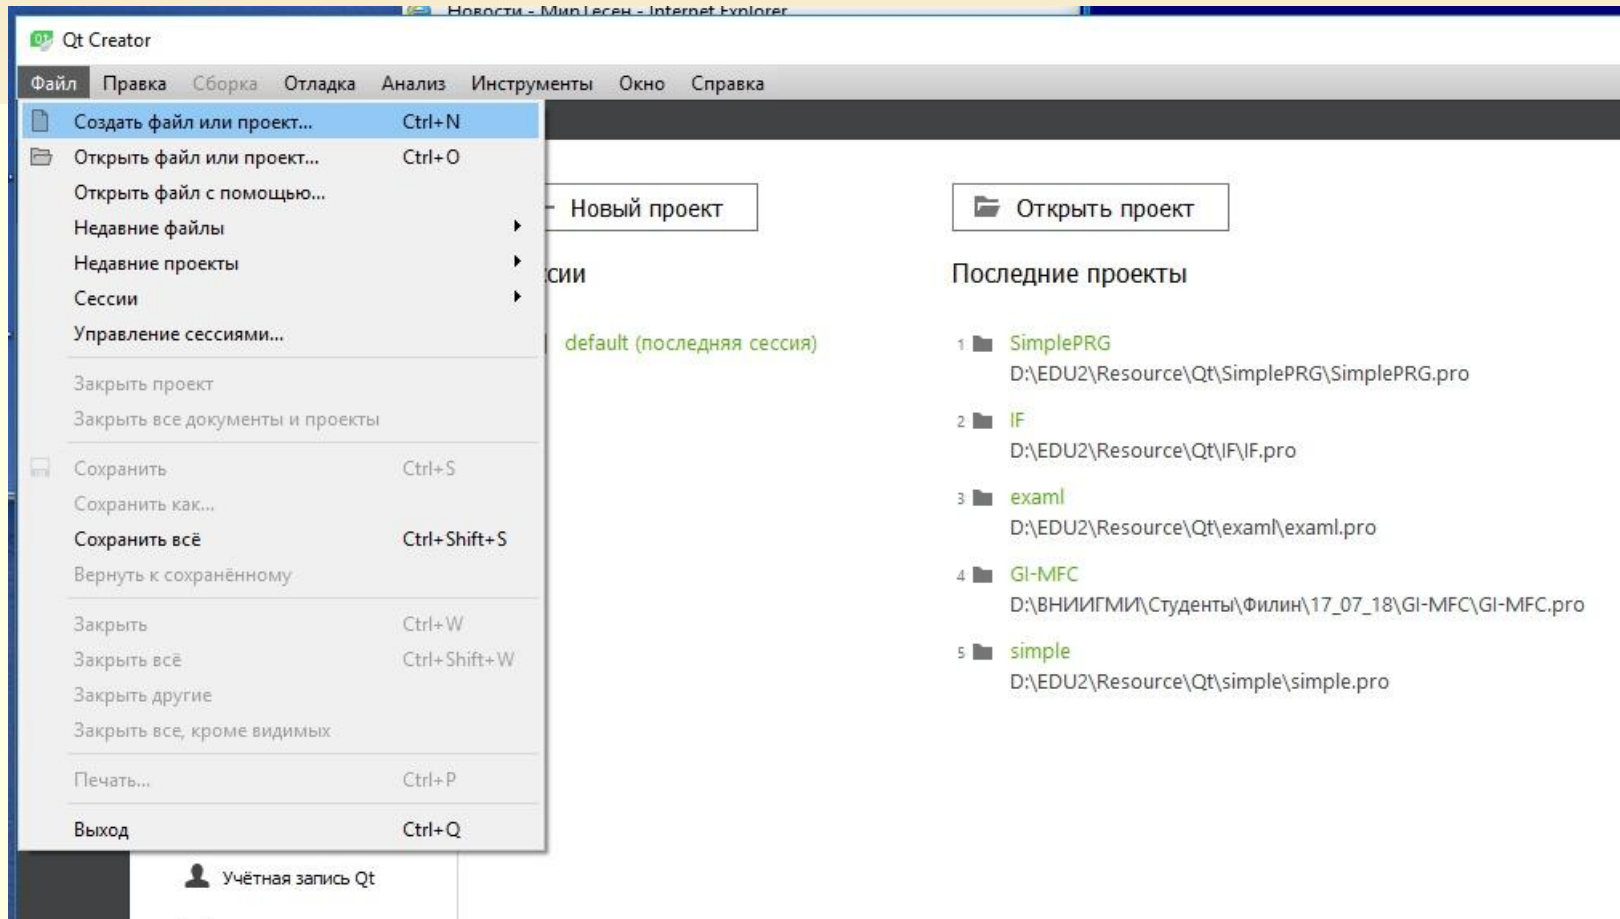 Новости - МирТесен - Internet Explorer
Qt Creator
Файл Правка Сборка Отладка Анализ Инструменты Окно Справка
Создать файл или проект... Ctrl+N
Открыть файл или проект... Ctrl+O
Открыть файл с помощью...
Недавние файлы
Недавние проекты
Сессии
Управление сессиями...
Закрыть проект
Закрыть все документы и проекты
Сохранить Ctrl+S
Сохранить как...
Сохранить всё Ctrl+Shift+S
Вернуть к сохранённому
Закрыть Ctrl+W
Закрыть всё Ctrl+Shift+W
Закрыть другие
Закрыть все, кроме видимых
Печать... Ctrl+P
Выход Ctrl+Q
Учётная запись Qt
Новый проект
ссии
default (последняя сессия)
Открыть проект
Последние проекты
1 SimplePRG
D:\EDU2\Resource\Qt\SimplePRG\SimplePRG.pro
2 IF
D:\EDU2\Resource\Qt\IF\IF.pro
3 examl
D:\EDU2\Resource\Qt\examl\examl.pro
4 GI-MFC
D:\ВНИИГМИ\Студенты\Филин\17_07_18\GI-MFC\GI-MFC.pro
5 simple
D:\EDU2\Resource\Qt\simple\simple.pro